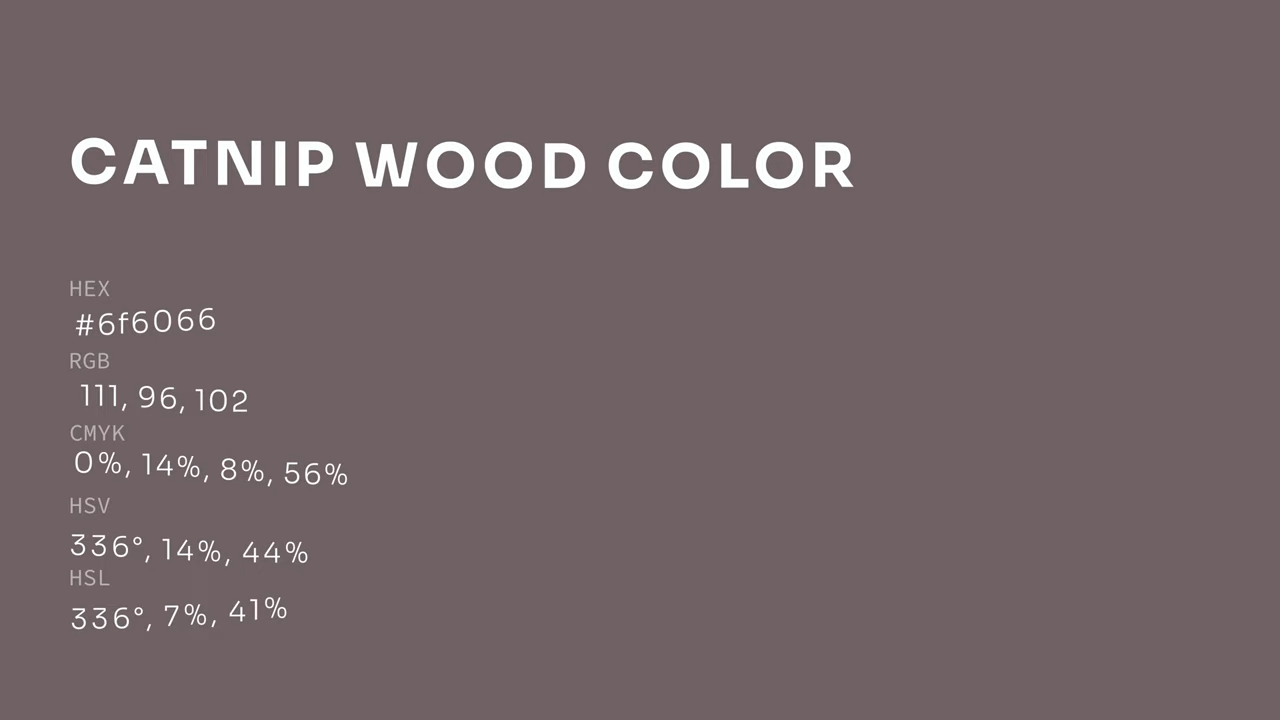 CATNIP WOOD COLOR
HEX
#6f6066
RGB
111, 96, 102
CMYK
0%, 14%, 8%, 56%
HSV
336°, 14%, 44%
HSL
336°, 7%, 41%